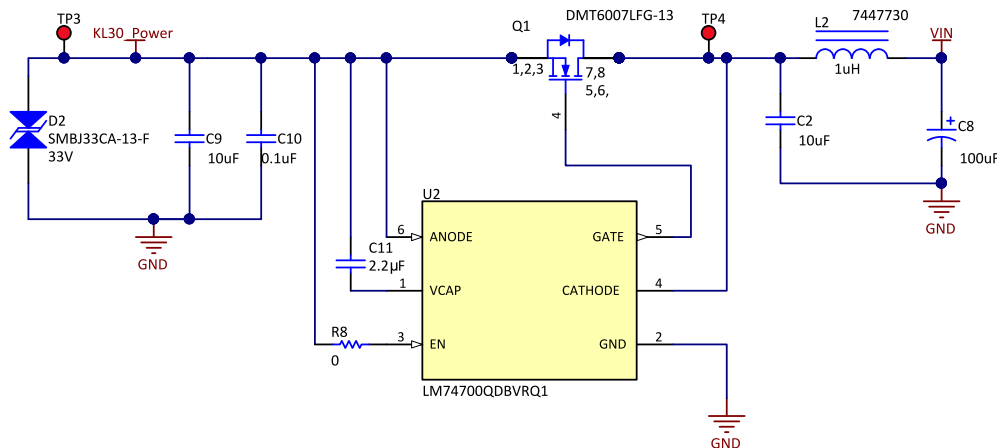 TP3
KL30_Power
Q1
DMT6007LFG-13
TP4
L2
7447730
VIN
1,2,3
7,8
5,6,
4
1uH
D2
SMBJ33CA-13-F
33V
C9
10uF
C10
0.1uF
C2
10uF
+
C8
100uF
GND
GND
U2
6
ANODE
GATE
5
C11
2.2µF
1
VCAP
CATHODE
4
R8
0
3
EN
GND
2
LM74700QDBVRQ1
GND